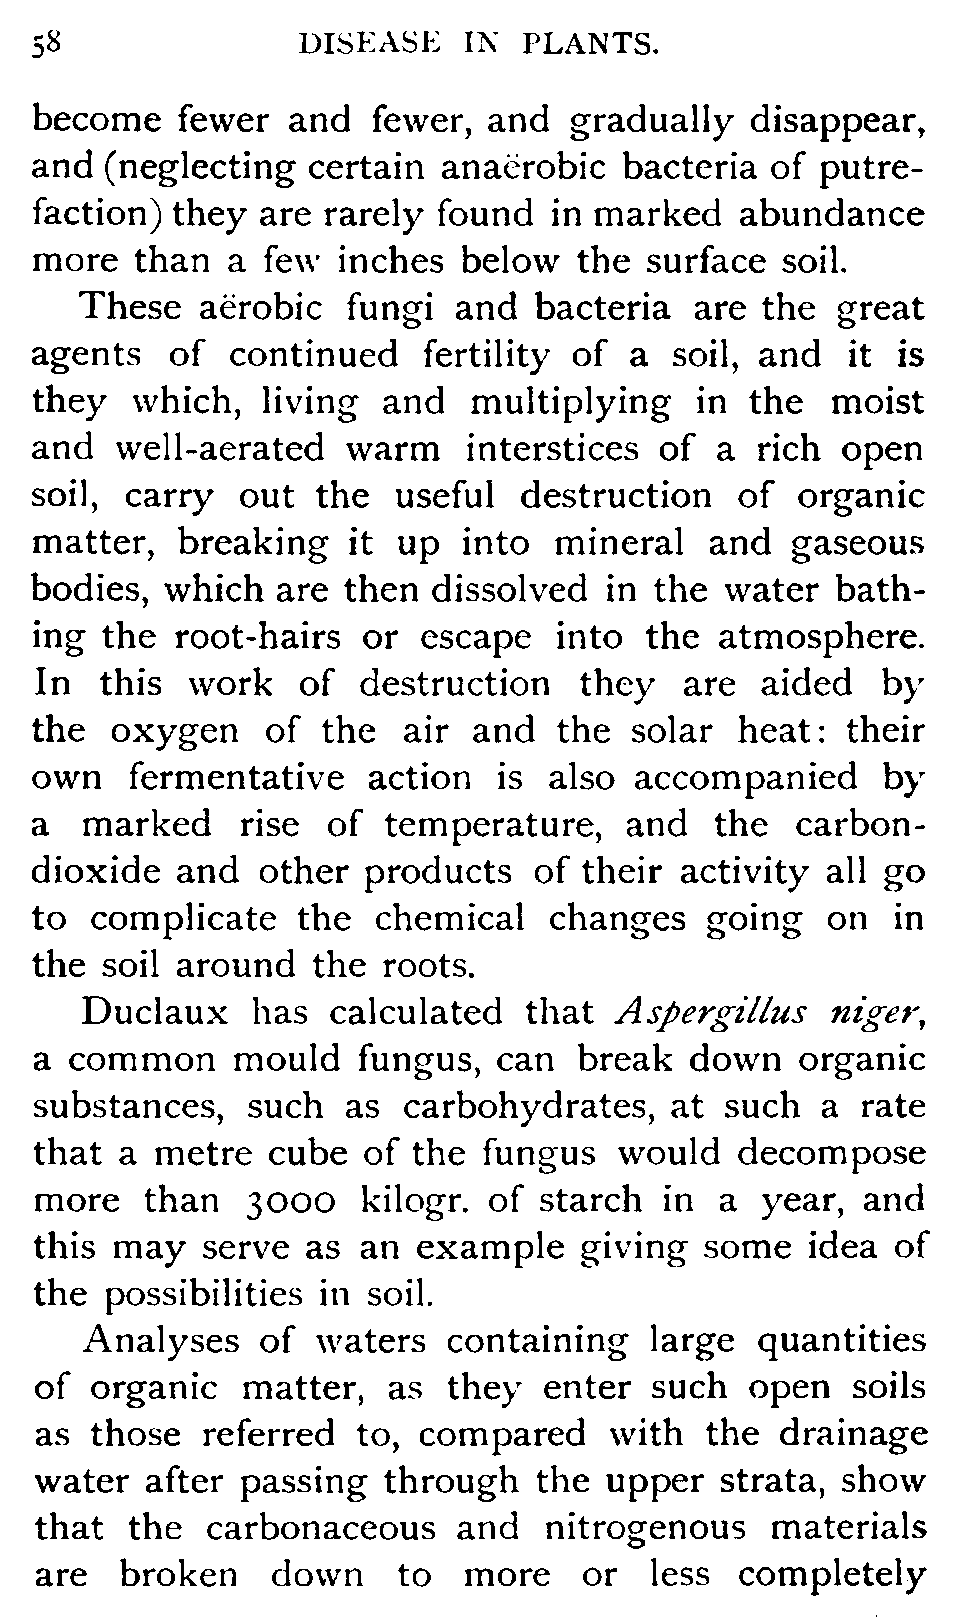 58 DISEASE IN PLANTS.
become fewer and fewer, and gradually disappear,
and (neglecting certain anaërobic bacteria of putre-
faction) they are rarely found in marked abundance
more than a few inches below the surface soil.
These aërobic fungi and bacteria are the great
agents of continued fertility of a soil, and it is
they which, living and multiplying in the moist
and well-aerated warm interstices of a rich open
soil, carry out the useful destruction of organic
matter, breaking it up into mineral and gaseous
bodies, which are then dissolved in the water bath-
ing the root-hairs or escape into the atmosphere.
In this work of destruction they are aided by
the oxygen of the air and the solar heat: their
own fermentative action is also accompanied by
a marked rise of temperature, and the carbon-
dioxide and other products of their activity all go
to complicate the chemical changes going on in
the soil around the roots.
Duclaux has calculated that Aspergillus niger,
a common mould fungus, can break down organic
substances, such as carbohydrates, at such a rate
that a metre cube of the fungus would decompose
more than 3000 kilogr. of starch in a year, and
this may serve as an example giving some idea of
the possibilities in soil.
Analyses of waters containing large quantities
of organic matter, as they enter such open soils
as those referred to, compared with the drainage
water after passing through the upper strata, show
that the carbonaceous and nitrogenous materials
are broken down to more or less completely